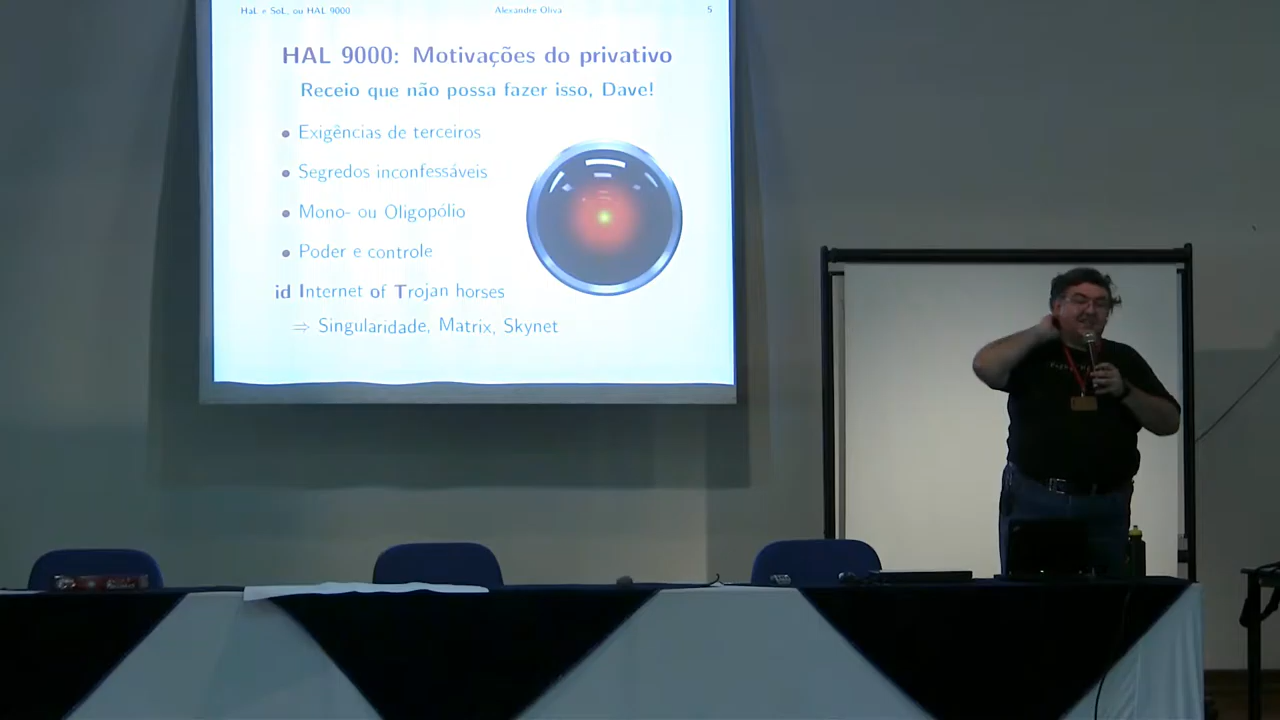 HaL e SoL, ou HAL 9000 Alexandre Oliva 5
HAL 9000: Motivações do privativo
Receio que não possa fazer isso, Dave!
Exigências de terceiros
Segredos inconfessáveis
Mono- ou Oligopólio
Poder e controle
id Internet of Trojan horses
⇒ Singularidade, Matrix, Skynet